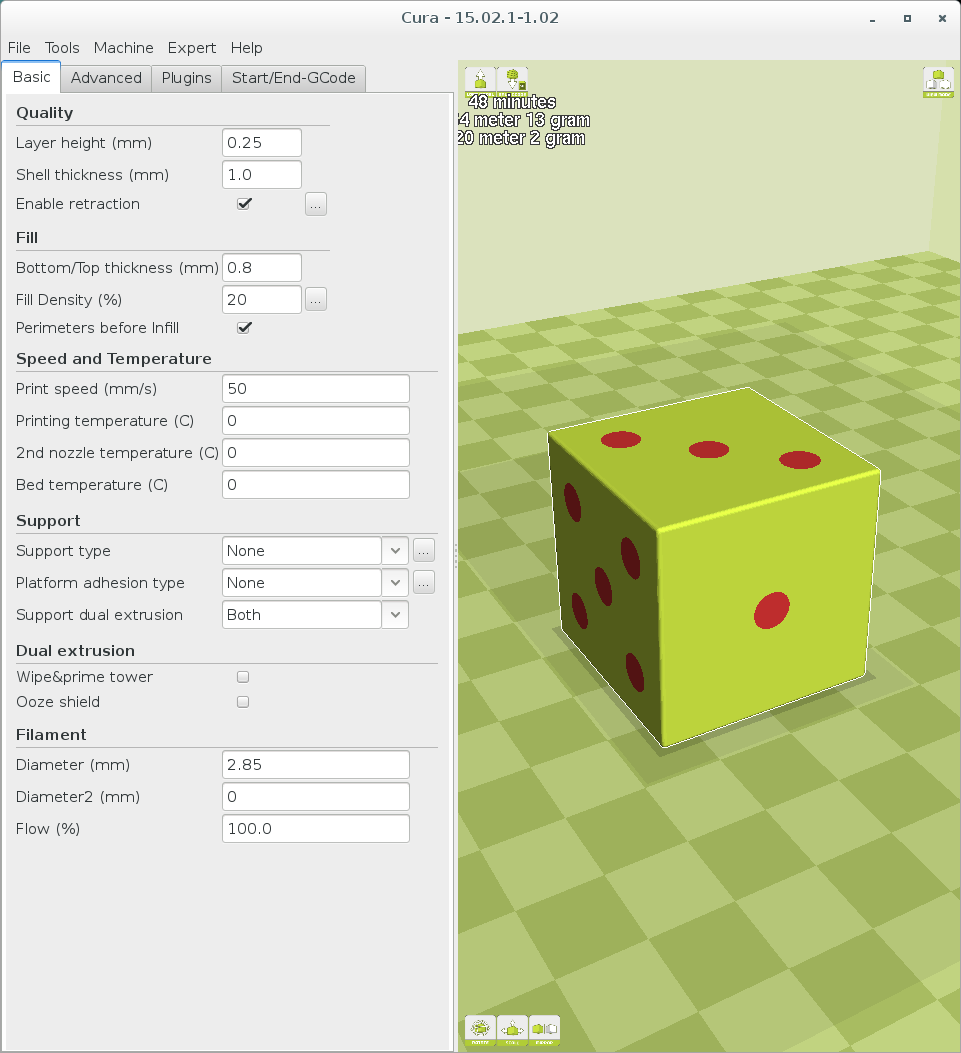 Cura - 15.02.1-1.02
File Tools Machine Expert Help
Basic Advanced Plugins Start/End-GCode
Quality
Layer height (mm) 0.25
Shell thickness (mm) 1.0
Enable retraction ...
Fill
Bottom/Top thickness (mm) 0.8
Fill Density (%) 20 ...
Perimeters before Infill
Speed and Temperature
Print speed (mm/s) 50
Printing temperature (C) 0
2nd nozzle temperature (C) 0
Bed temperature (C) 0
Support
Support type None ...
Platform adhesion type None ...
Support dual extrusion Both
Dual extrusion
Wipe&prime tower
Ooze shield
Filament
Diameter (mm) 2.85
Diameter2 (mm) 0
Flow (%) 100.0
48 minutes
4 meter 13 gram
20 meter 2 gram